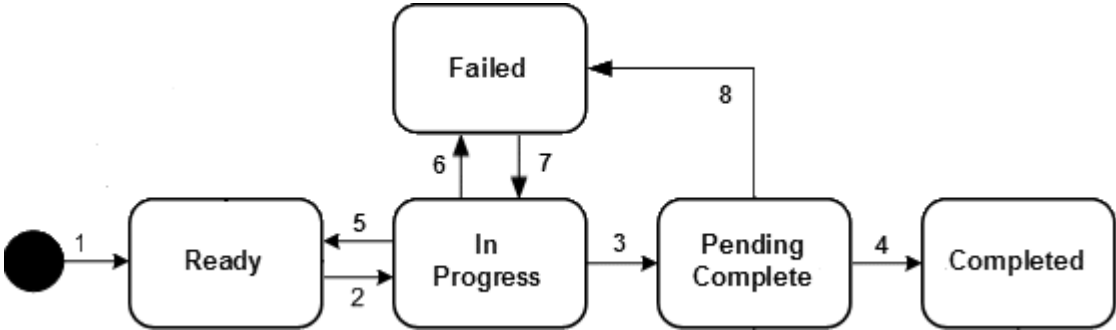 Failed
8
6
7
1
Ready
5
2
In
Progress
3
Pending
Complete
4
Completed